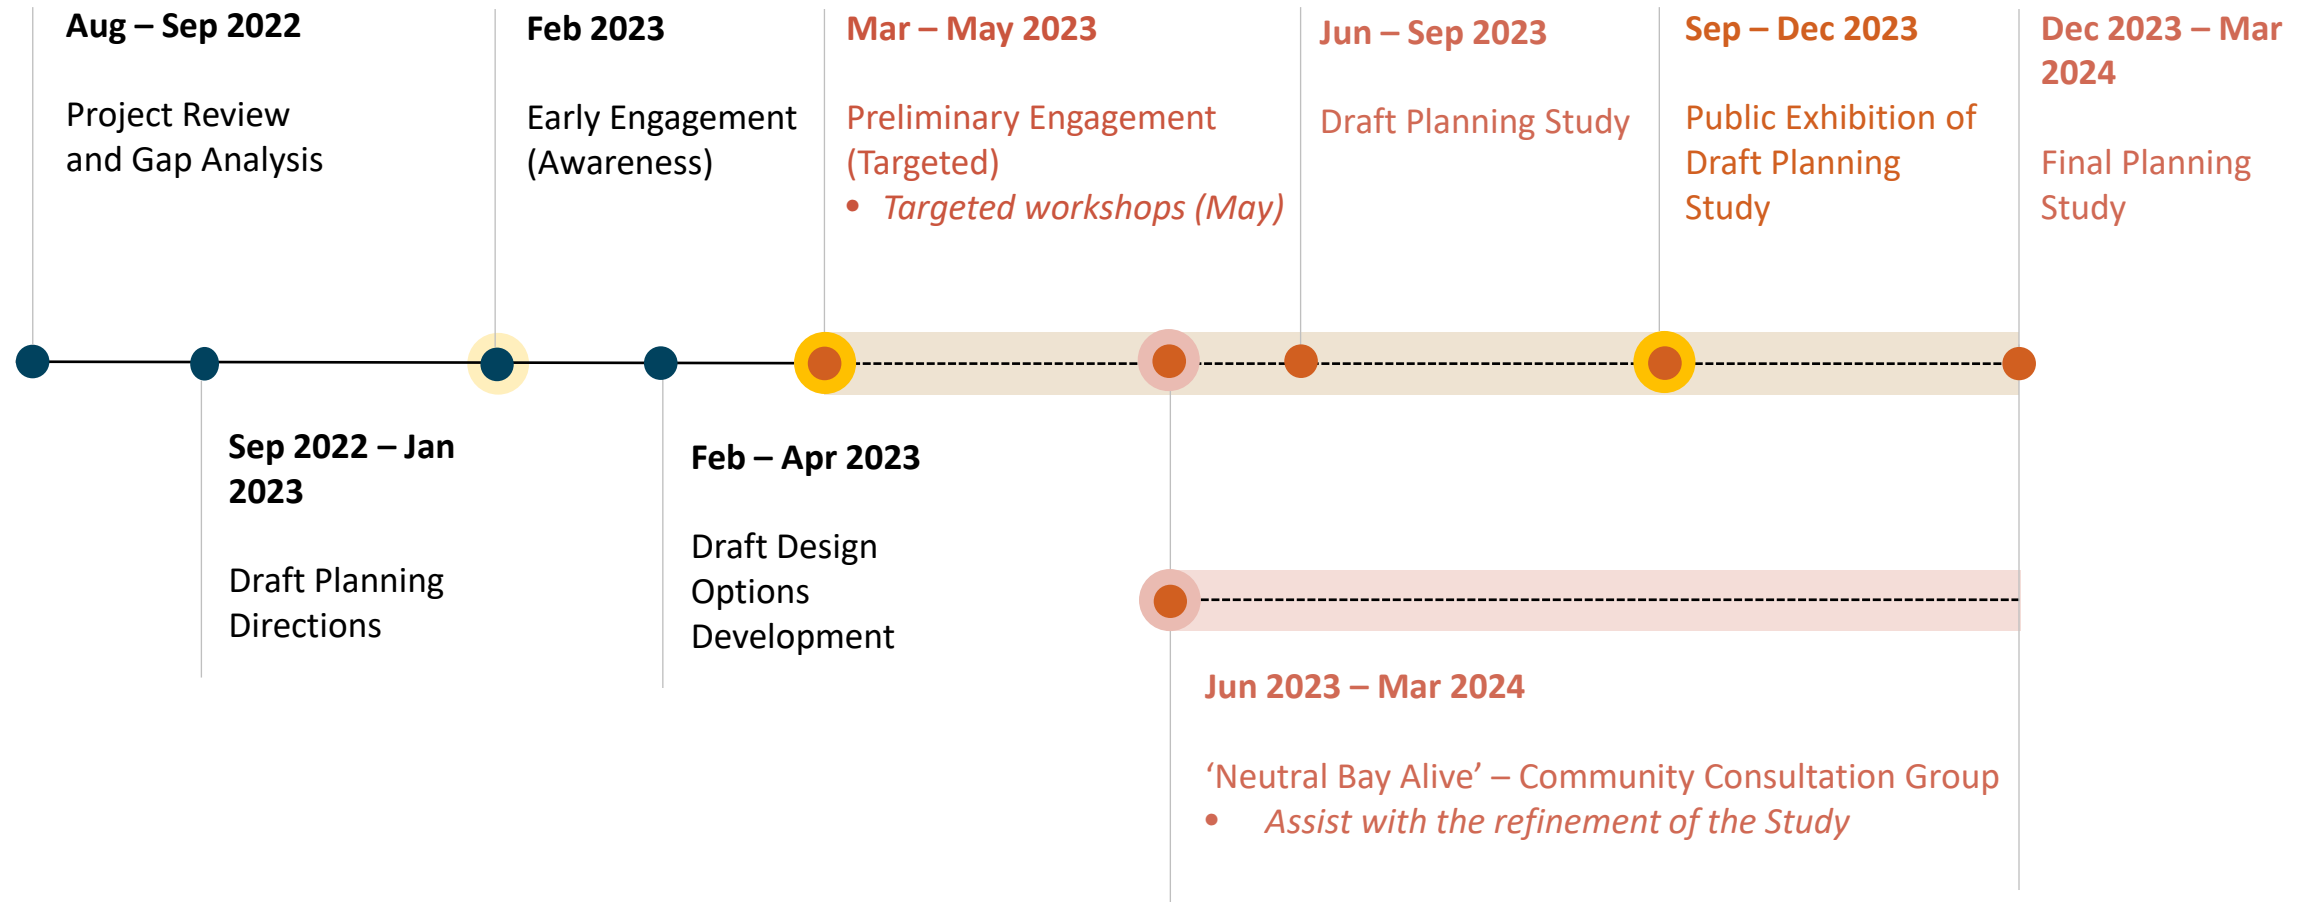 Aug – Sep 2022
Project Review
and Gap Analysis
Feb 2023
Early Engagement
(Awareness)
Mar – May 2023
Preliminary Engagement
(Targeted)
• Targeted workshops (May)
Jun – Sep 2023
Draft Planning Study
Sep – Dec 2023
Public Exhibition of
Draft Planning
Study
Dec 2023 – Mar
2024
Final Planning
Study
Sep 2022 – Jan
2023
Draft Planning
Directions
Feb – Apr 2023
Draft Design
Options
Development
Jun 2023 – Mar 2024
‘Neutral Bay Alive’ – Community Consultation Group
• Assist with the refinement of the Study